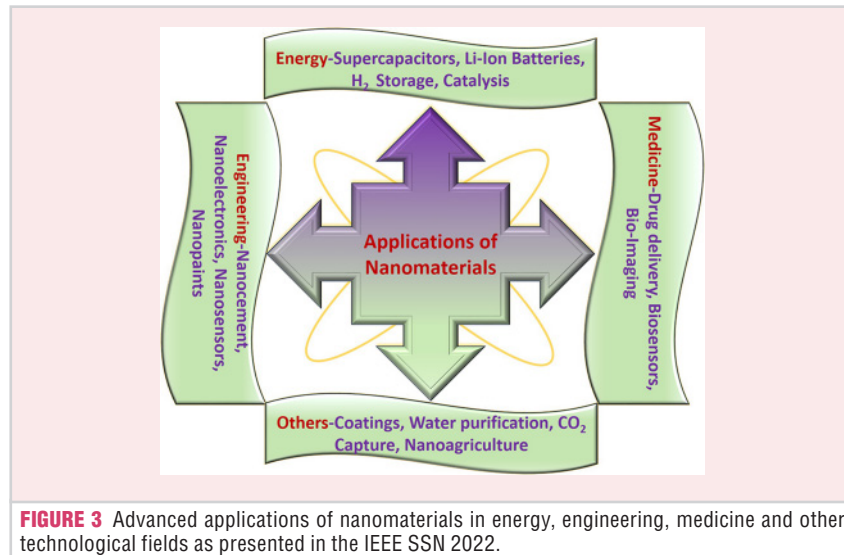 Energy-Supercapacitors, Li-Ion Batteries,
H₂ Storage, Catalysis
Engineering-Nanocement,
Nanoelectronics, Nanosensors,
Nanopaints
Applications of
Nanomaterials
Medicine-Drug delivery, Biosensors,
Bio-Imaging
Others-Coatings, Water purification, CO₂
Capture, Nanoagriculture
FIGURE 3 Advanced applications of nanomaterials in energy, engineering, medicine and other
technological fields as presented in the IEEE SSN 2022.